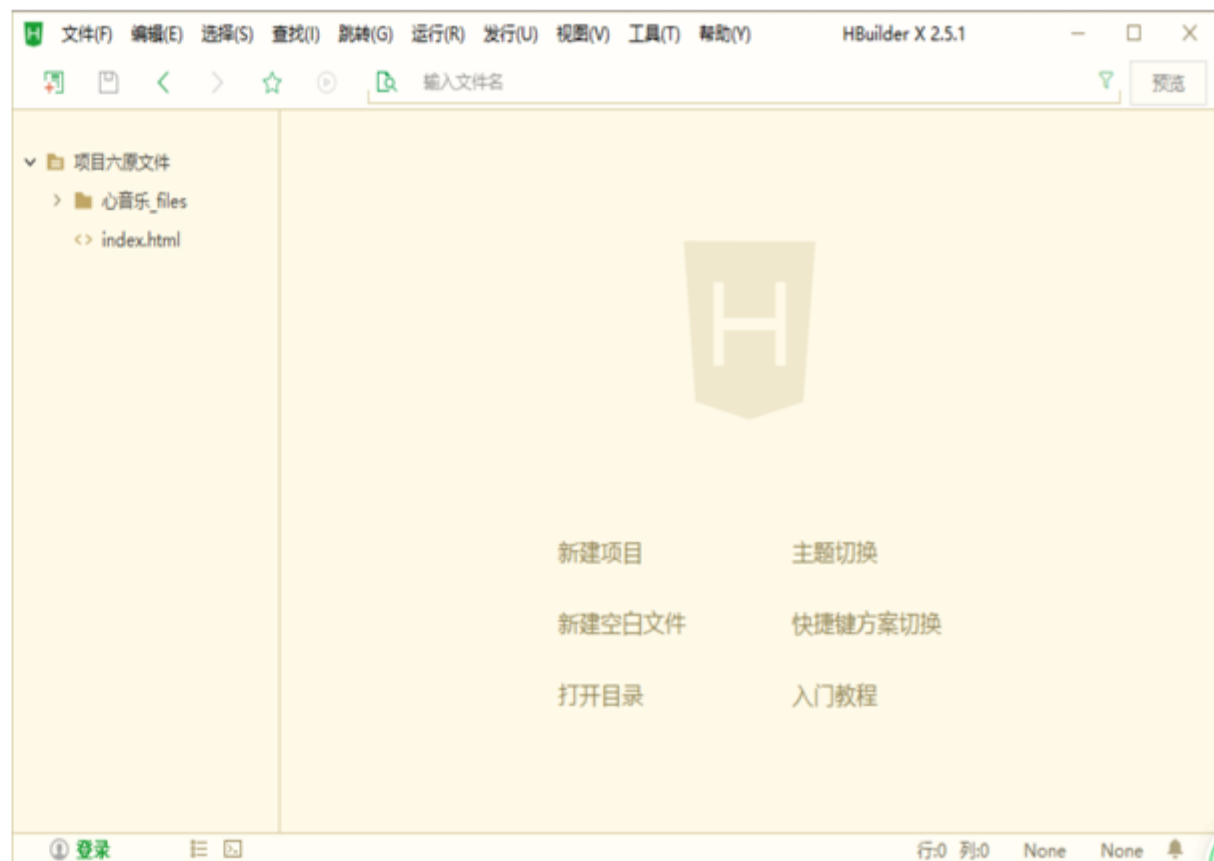 H 文件(F) 编辑(E) 选择(S) 查找(I) 跳转(G) 运行(R) 发行(U) 视图(V) 工具(T) 帮助(Y) HBuilder X 2.5.1
输入文件名 预览
项目六原文件
心音乐_files
index.html
H
新建项目 主题切换
新建空白文件 快捷键方案切换
打开目录 入门教程
登录 行:0 列:0 None None